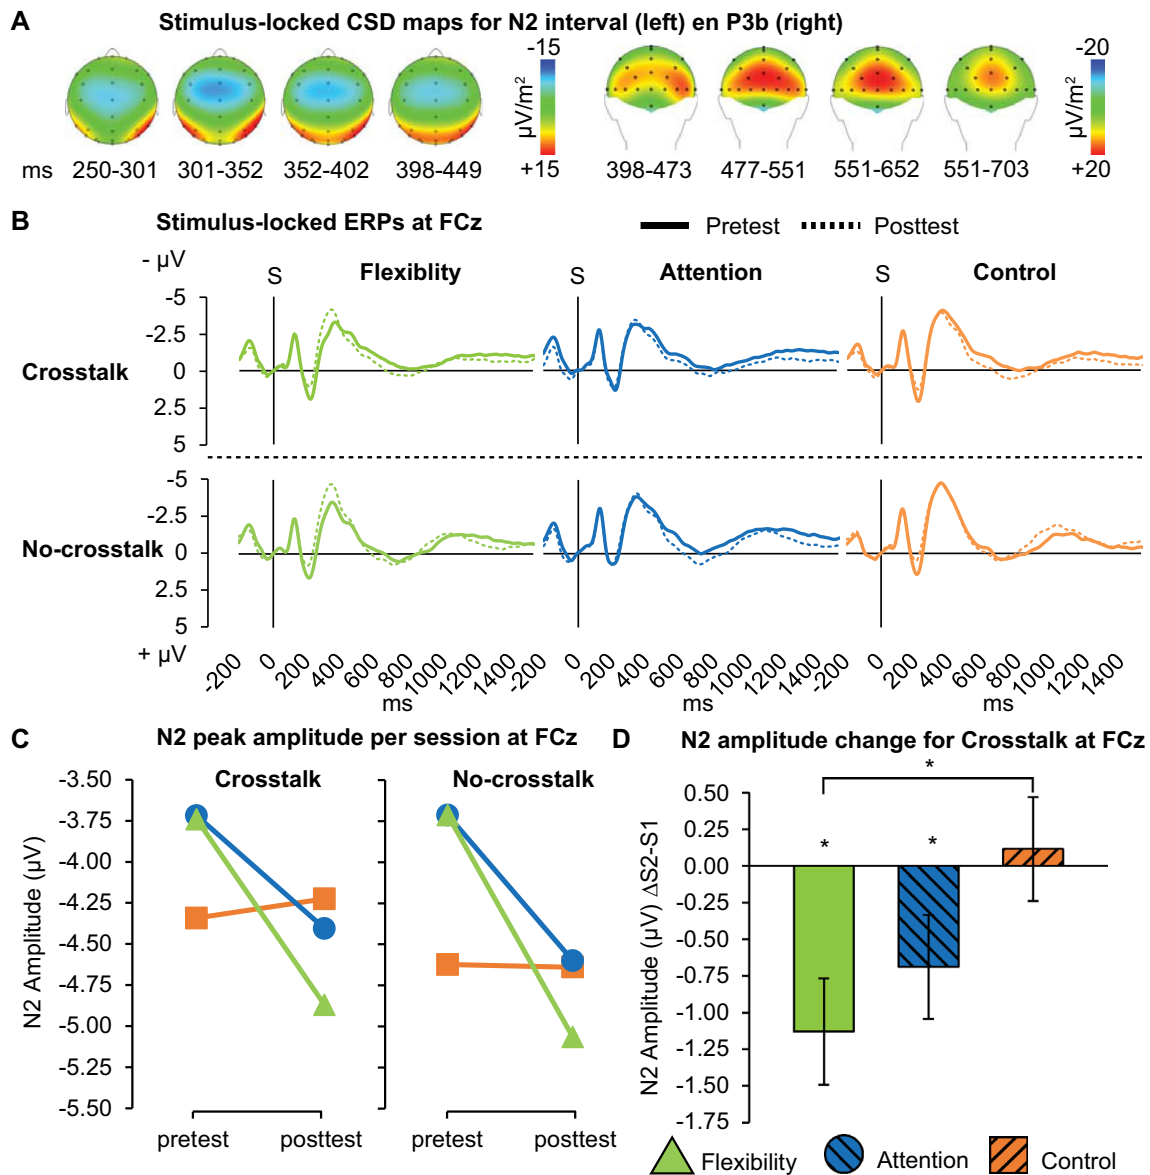 A Stimulus-locked CSD maps for N2 interval (left) en P3b (right)
-15
µV/m²
+15
-20
µV/m²
+20
ms 250-301 301-352 352-402 398-449 398-473 477-551 551-652 551-703
B Stimulus-locked ERPs at FCz
Pretest Posttest
- µV
S Flexiblity S Attention S Control
-5
-2.5
0
2.5
5
Crosstalk
-5
-2.5
0
2.5
5
No-crosstalk
+ µV
-200 0 200 400 600 800 1000 1200 1400 -200 0 200 400 600 800 1000 1200 1400 -200 0 200 400 600 800 1000 1200 1400
ms ms ms
C N2 peak amplitude per session at FCz
Crosstalk No-crosstalk
N2 Amplitude (µV)
-3.50
-3.75
-4.00
-4.25
-4.50
-4.75
-5.00
-5.25
-5.50
pretest posttest pretest posttest
D N2 amplitude change for Crosstalk at FCz
N2 Amplitude (µV) ΔS2-S1
0.50
0.25
0.00
-0.25
-0.50
-0.75
-1.00
-1.25
-1.50
-1.75
*
* *
Flexibility Attention Control